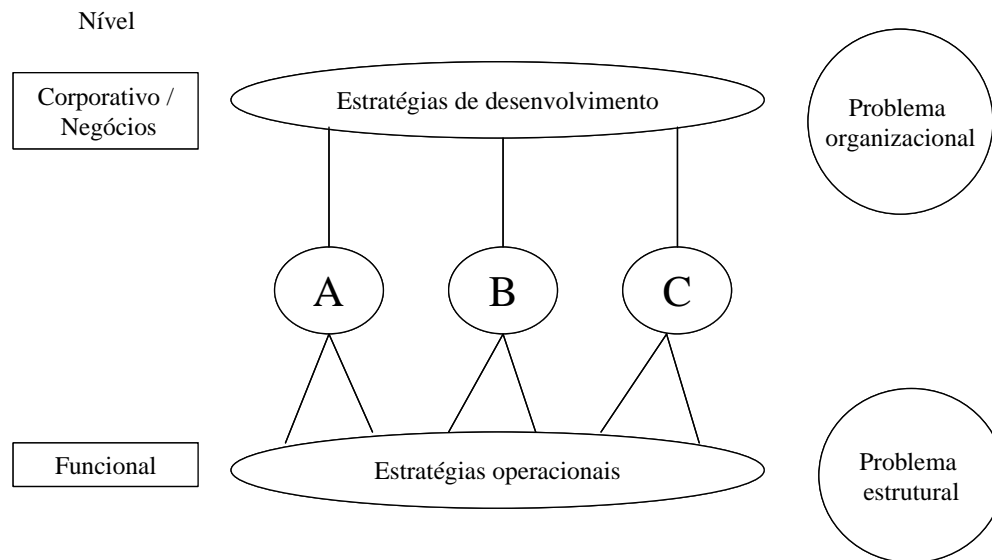 Nível
Corporativo /
Negócios
Estratégias de desenvolvimento
Problema
organizacional
A
B
C
Funcional
Estratégias operacionais
Problema
estrutural